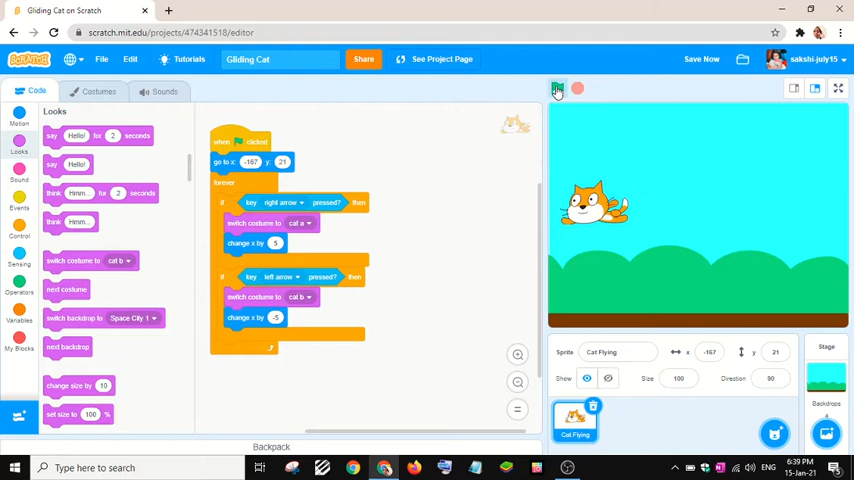 Gliding Cat on Scratch
scratch.mit.edu/projects/474341518/editor
SCRATCH File Edit Tutorials Gliding Cat Share See Project Page Save Now sakshi-july15
Code Costumes Sounds
Motion
Looks
Sound
Events
Control
Sensing
Operators
Variables
My Blocks
Looks
say Hello! for 2 seconds
say Hello!
think Hmm... for 2 seconds
think Hmm...
switch costume to cat b
next costume
switch backdrop to Space City 1
next backdrop
change size by 10
set size to 100 %
when clicked
go to x: -167 y: 21
forever
if key right arrow pressed? then
switch costume to cat a
change x by 5
if key left arrow pressed? then
switch costume to cat b
change x by -5
Backpack
Sprite Cat Flying x -167 y 21
Show Size 100 Direction 90
Cat Flying
Stage
Backdrops
4
Type here to search
ENG
6:39 PM
15-Jan-21